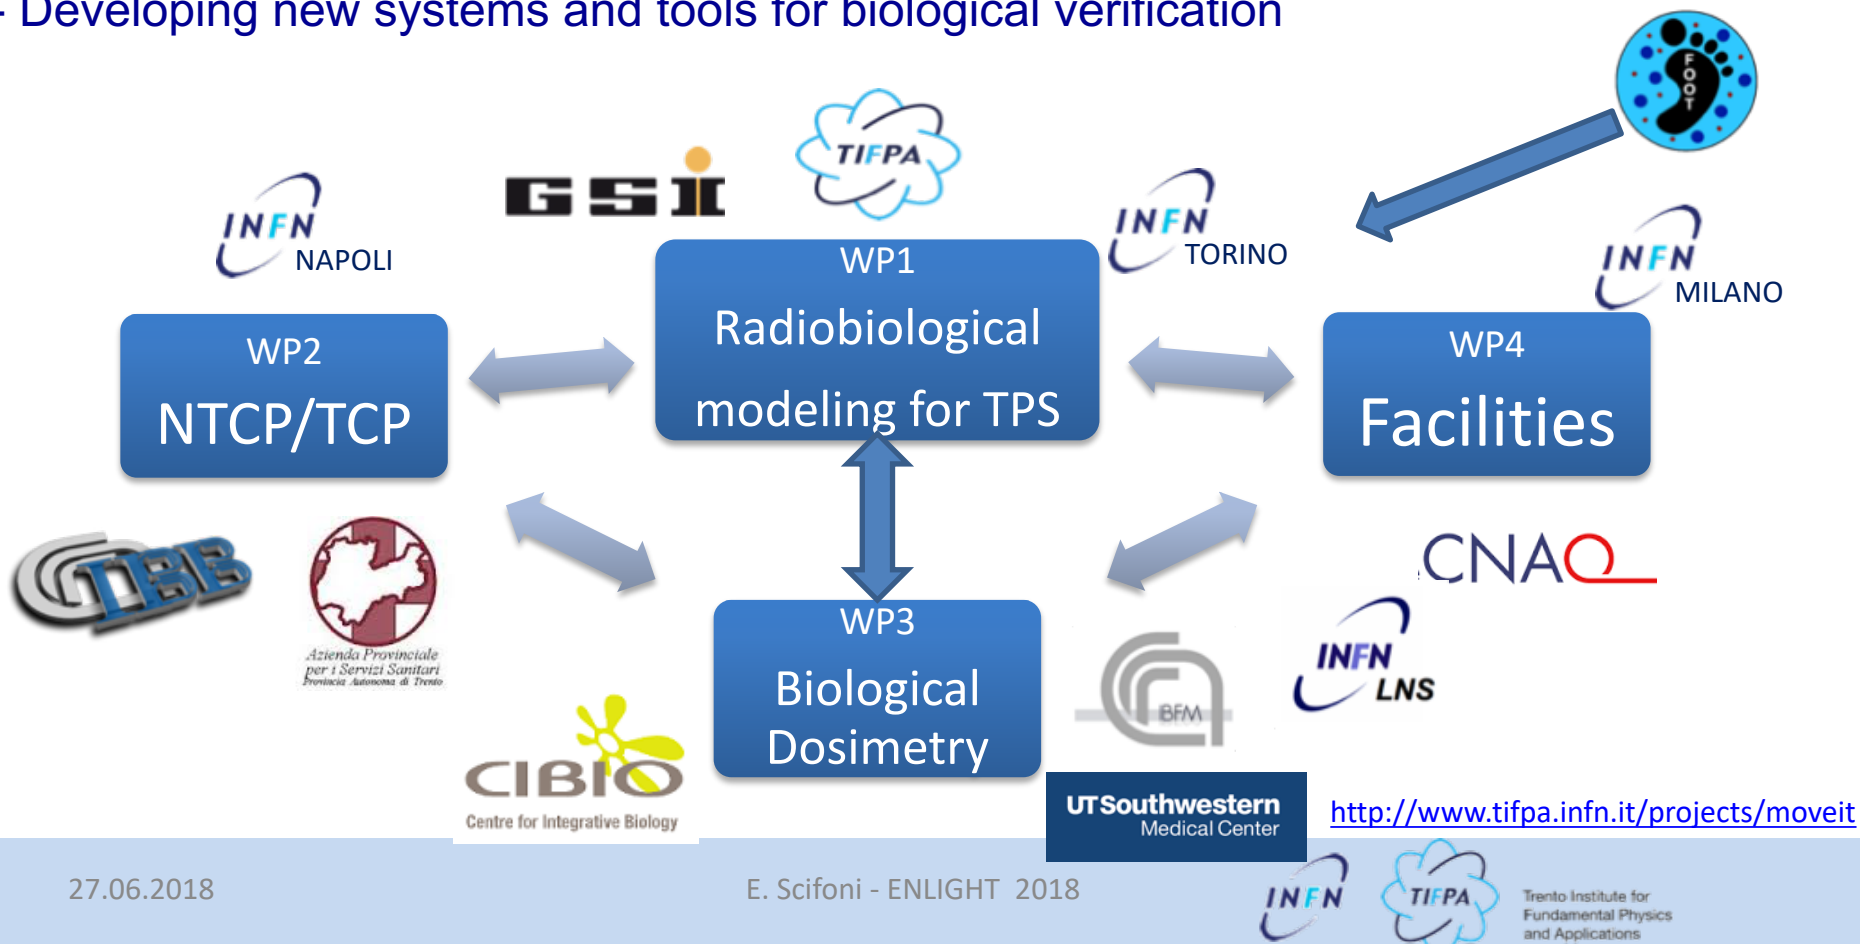 - Developing new systems and tools for biological verification
FOOT
TIFPA
GSI
INFN
NAPOLI
INFN
TORINO
INFN
MILANO
WP1
Radiobiological
modeling for TPS
WP2
NTCP/TCP
WP4
Facilities
IBB
Azienda Provinciale
per i Servizi Sanitari
Provincia Autonoma di Trento
CNAO
WP3
Biological
Dosimetry
IBFM
INFN
LNS
CIBIO
Centre for Integrative Biology
UTSouthwestern
Medical Center
http://www.tifpa.infn.it/projects/moveit
27.06.2018
E. Scifoni - ENLIGHT 2018
INFN
TIFPA
Trento Institute for
Fundamental Physics
and Applications